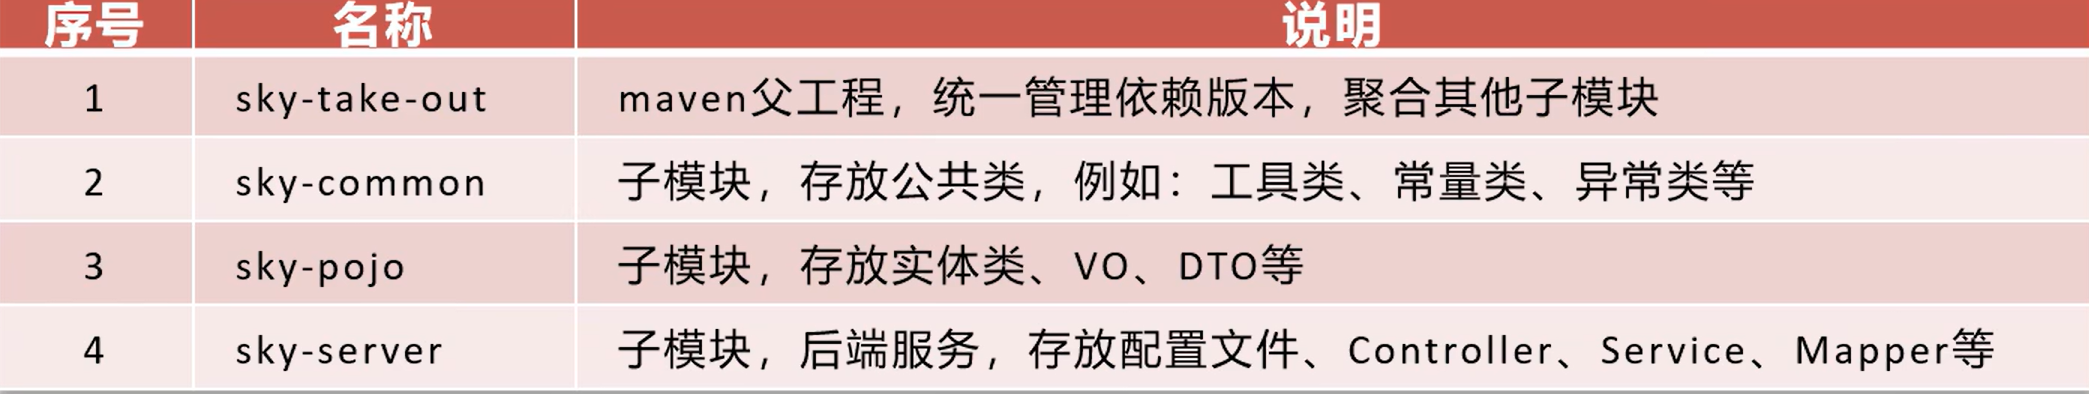 序号 名称 说明
1 sky-take-out maven父工程，统一管理依赖版本，聚合其他子模块
2 sky-common 子模块，存放公共类，例如：工具类、常量类、异常类等
3 sky-pojo 子模块，存放实体类、VO、DTO等
4 sky-server 子模块，后端服务，存放配置文件、Controller、Service、Mapper等